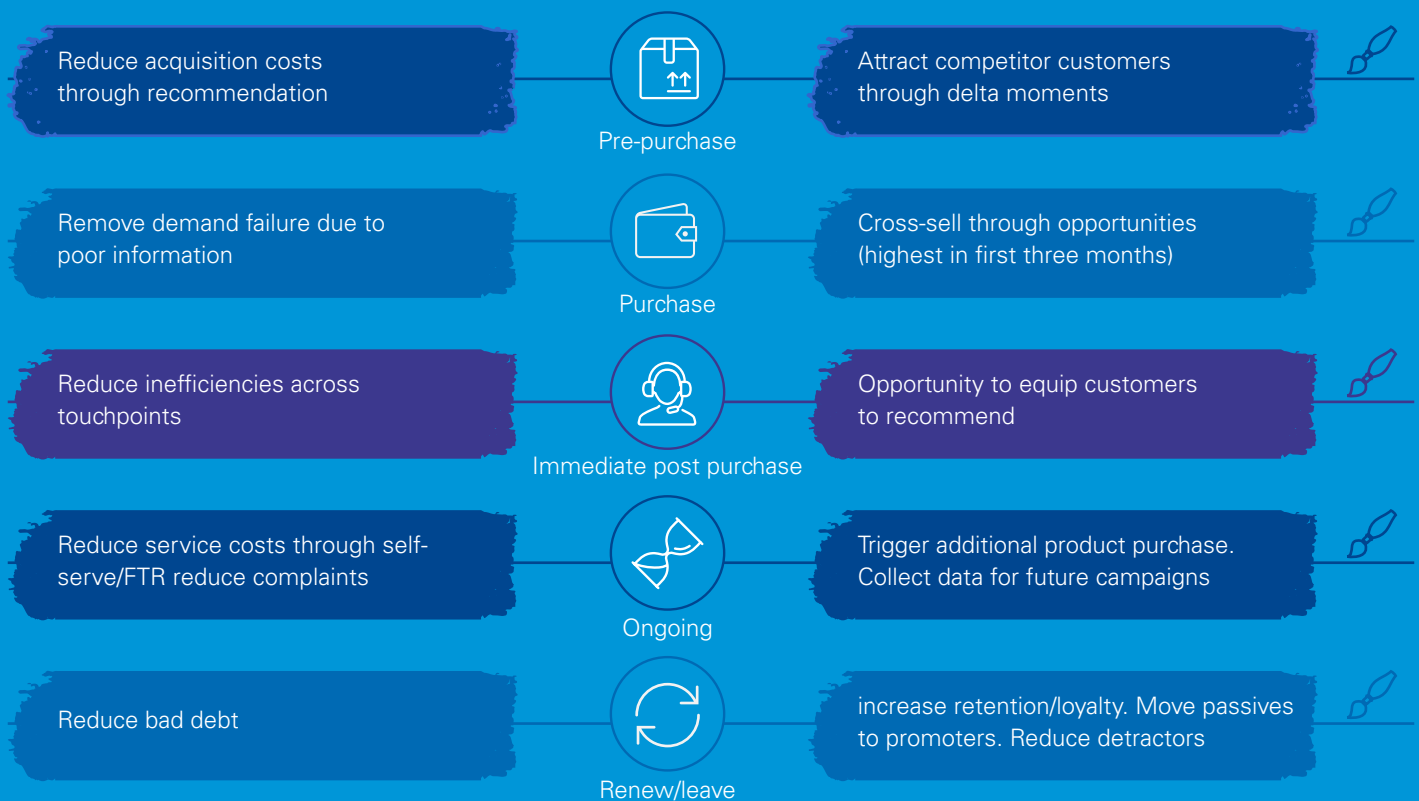 Reduce acquisition costs
through recommendation
Pre-purchase
Attract competitor customers
through delta moments
Remove demand failure due to
poor information
Purchase
Cross-sell through opportunities
(highest in first three months)
Reduce inefficiencies across
touchpoints
Immediate post purchase
Opportunity to equip customers
to recommend
Reduce service costs through self-
serve/FTR reduce complaints
Ongoing
Trigger additional product purchase.
Collect data for future campaigns
Reduce bad debt
Renew/leave
increase retention/loyalty. Move passives
to promoters. Reduce detractors